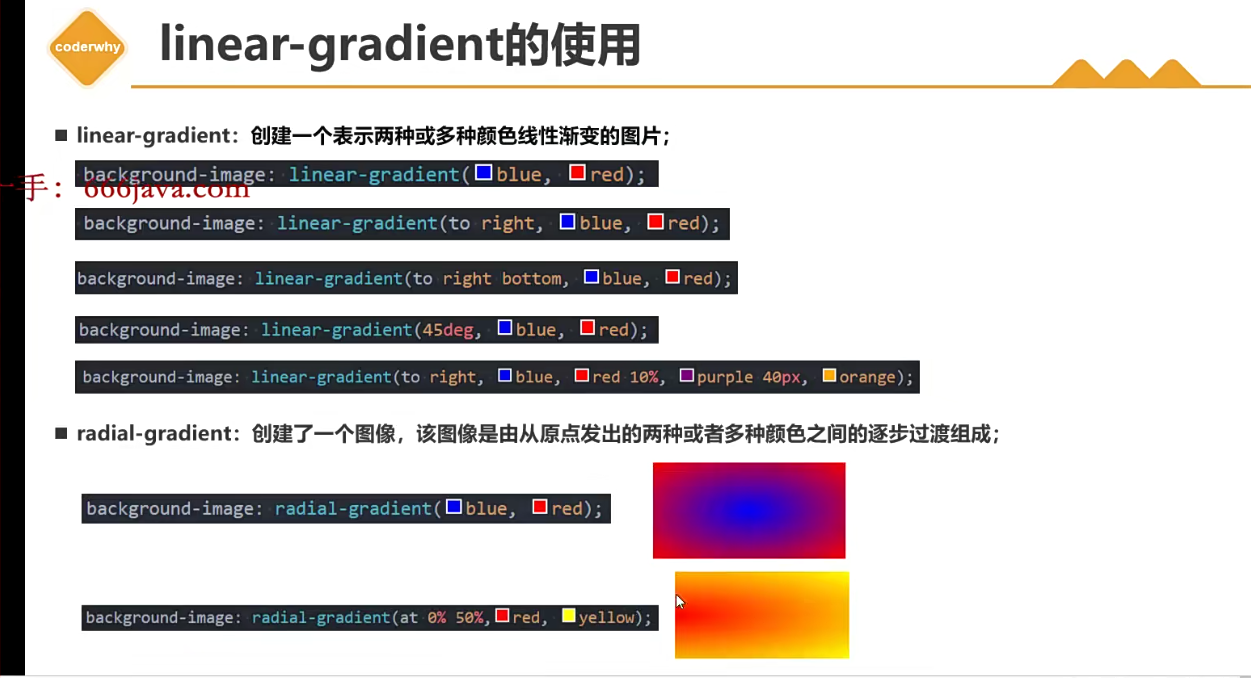 coderwhy
linear-gradient的使用
linear-gradient：创建一个表示两种或多种颜色线性渐变的图片；
background-image: linear-gradient(blue, red);
一手：666java.com
background-image: linear-gradient(to right, blue, red);
background-image: linear-gradient(to right bottom, blue, red);
background-image: linear-gradient(45deg, blue, red);
background-image: linear-gradient(to right, blue, red 10%, purple 40px, orange);
radial-gradient：创建了一个图像，该图像是由从原点发出的两种或者多种颜色之间的逐步过渡组成；
background-image: radial-gradient(blue, red);
background-image: radial-gradient(at 0% 50%,red, yellow);